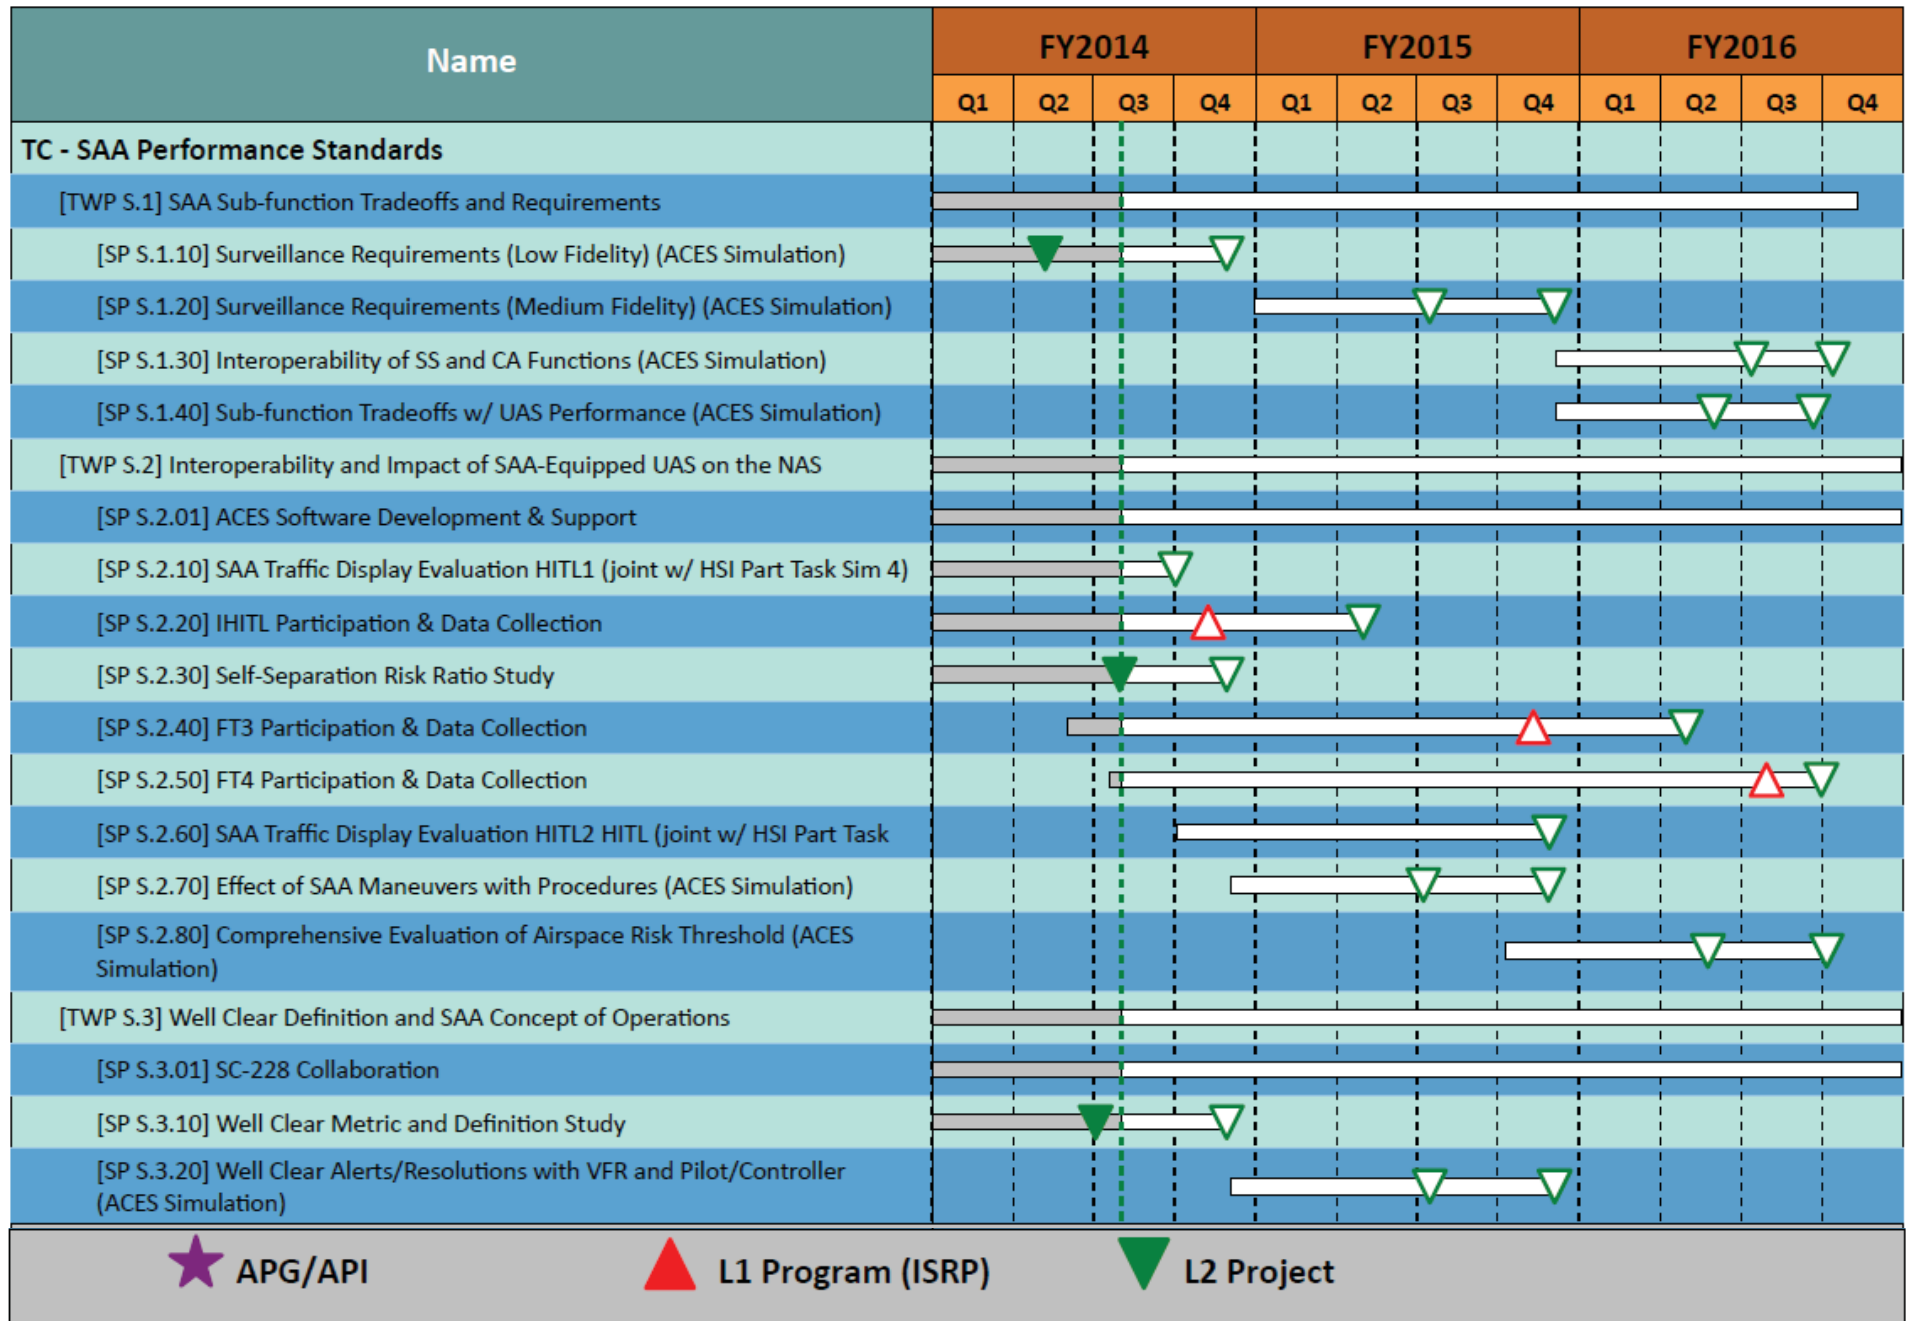 Name
FY2014 FY2015 FY2016
Q1 Q2 Q3 Q4 Q1 Q2 Q3 Q4 Q1 Q2 Q3 Q4
TC - SAA Performance Standards
[TWP S.1] SAA Sub-function Tradeoffs and Requirements
[SP S.1.10] Surveillance Requirements (Low Fidelity) (ACES Simulation)
[SP S.1.20] Surveillance Requirements (Medium Fidelity) (ACES Simulation)
[SP S.1.30] Interoperability of SS and CA Functions (ACES Simulation)
[SP S.1.40] Sub-function Tradeoffs w/ UAS Performance (ACES Simulation)
[TWP S.2] Interoperability and Impact of SAA-Equipped UAS on the NAS
[SP S.2.01] ACES Software Development & Support
[SP S.2.10] SAA Traffic Display Evaluation HITL1 (joint w/ HSI Part Task Sim 4)
[SP S.2.20] IHITL Participation & Data Collection
[SP S.2.30] Self-Separation Risk Ratio Study
[SP S.2.40] FT3 Participation & Data Collection
[SP S.2.50] FT4 Participation & Data Collection
[SP S.2.60] SAA Traffic Display Evaluation HITL2 HITL (joint w/ HSI Part Task
[SP S.2.70] Effect of SAA Maneuvers with Procedures (ACES Simulation)
[SP S.2.80] Comprehensive Evaluation of Airspace Risk Threshold (ACES
Simulation)
[TWP S.3] Well Clear Definition and SAA Concept of Operations
[SP S.3.01] SC-228 Collaboration
[SP S.3.10] Well Clear Metric and Definition Study
[SP S.3.20] Well Clear Alerts/Resolutions with VFR and Pilot/Controller
(ACES Simulation)
APG/API L1 Program (ISRP) L2 Project